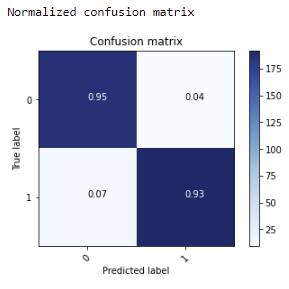 Normalized confusion matrix
Confusion matrix
0 0.95 0.04 175
150
125
True label
100
75
1 0.07 0.93 50
25
0 1
Predicted label